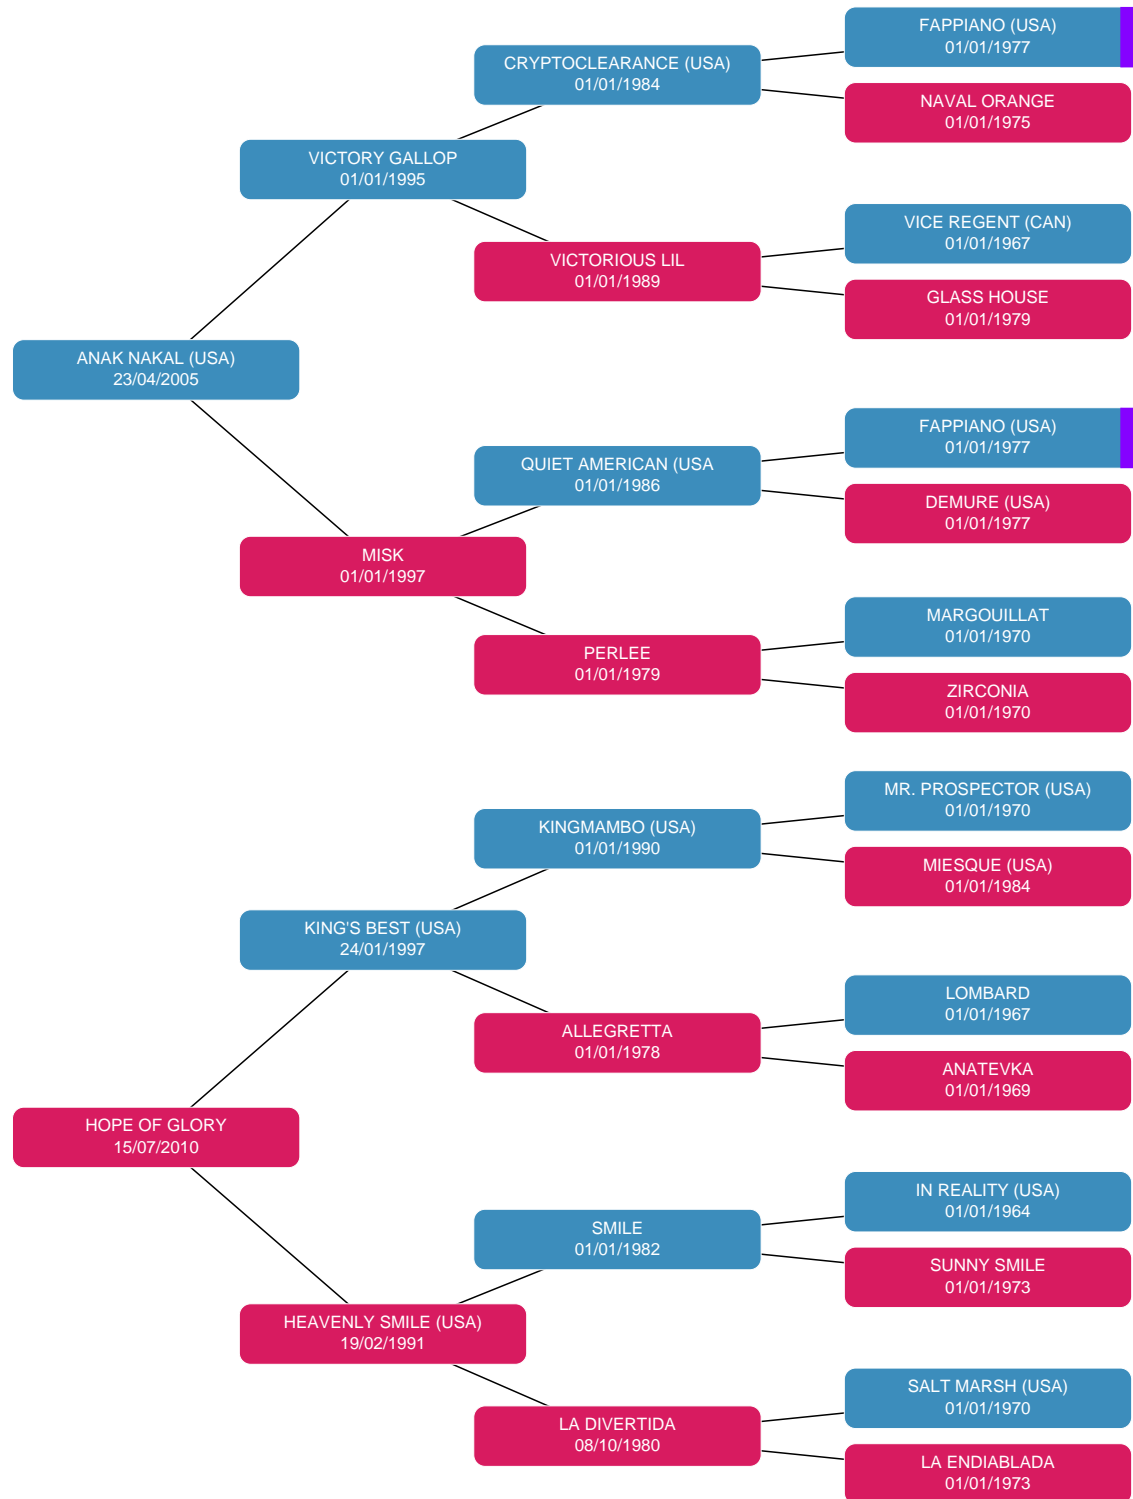 FAPPIANO (USA)
01/01/1977
CRYPTOCLEARANCE (USA)
01/01/1984
NAVAL ORANGE
01/01/1975
VICTORY GALLOP
01/01/1995
VICE REGENT (CAN)
01/01/1967
VICTORIOUS LIL
01/01/1989
GLASS HOUSE
01/01/1979
ANAK NAKAL (USA)
23/04/2005
FAPPIANO (USA)
01/01/1977
QUIET AMERICAN (USA
01/01/1986
DEMURE (USA)
01/01/1977
MISK
01/01/1997
MARGOUILLAT
01/01/1970
PERLEE
01/01/1979
ZIRCONIA
01/01/1970
MR. PROSPECTOR (USA)
01/01/1970
KINGMAMBO (USA)
01/01/1990
MIESQUE (USA)
01/01/1984
KING'S BEST (USA)
24/01/1997
LOMBARD
01/01/1967
ALLEGRETTA
01/01/1978
ANATEVKA
01/01/1969
HOPE OF GLORY
15/07/2010
IN REALITY (USA)
01/01/1964
SMILE
01/01/1982
SUNNY SMILE
01/01/1973
HEAVENLY SMILE (USA)
19/02/1991
SALT MARSH (USA)
01/01/1970
LA DIVERTIDA
08/10/1980
LA ENDIABLADA
01/01/1973